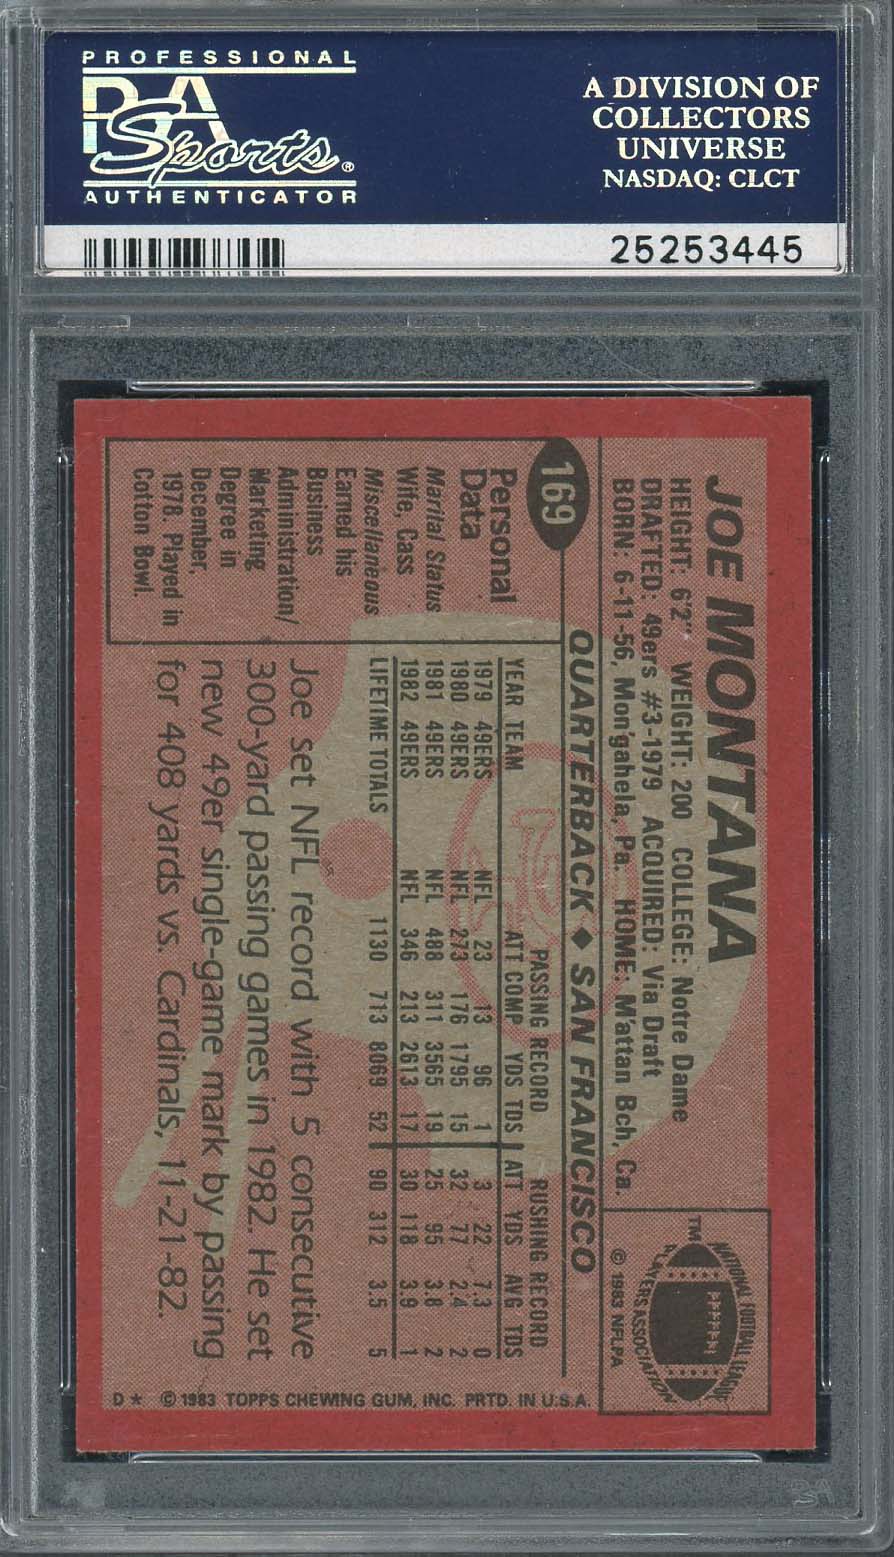 PROFESSIONAL
PSA
Sports®
AUTHENTICATOR
A DIVISION OF
COLLECTORS
UNIVERSE
NASDAQ: CLCT
25253445
JOE MONTANA
HEIGHT: 6'2" WEIGHT: 200 COLLEGE: Notre Dame
DRAFTED: 49ers #3-1979 ACQUIRED: Via Draft
BORN: 6-11-56, Mon'gahela, Pa. HOME: M'attan Bch, Ca.
TM
NATIONAL FOOTBALL LEAGUE
PLAYERS ASSOCIATION
© 1983 NFLPA
169
QUARTERBACK ◆ SAN FRANCISCO
Personal
Data
Marital Status
Wife, Cass
Miscellaneous
Earned his
Business
Administration/
Marketing
Degree in
December,
1978. Played in
Cotton Bowl.
PASSING RECORD RUSHING RECORD
YEAR TEAM ATT COMP YDS TDS ATT YDS AVG TDS
1979 49ERS NFL 23 13 96 1 3 22 7.3 0
1980 49ERS NFL 273 176 1795 15 32 77 2.4 2
1981 49ERS NFL 488 311 3565 19 25 95 3.8 2
1982 49ERS NFL 346 213 2613 17 30 118 3.9 1
LIFETIME TOTALS 1130 713 8069 52 90 312 3.5 5
Joe set NFL record with 5 consecutive
300-yard passing games in 1982. He set
new 49er single-game mark by passing
for 408 yards vs. Cardinals, 11-21-82.
D* © 1983 TOPPS CHEWING GUM, INC. PRTD. IN U.S.A.
PSA